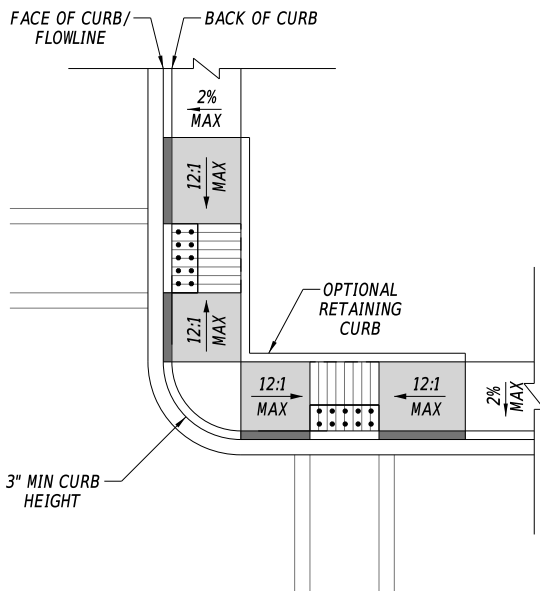 FACE OF CURB/
FLOWLINE
BACK OF CURB
2%
MAX
12:1
MAX
12:1
MAX
OPTIONAL
RETAINING
CURB
12:1
MAX
12:1
MAX
2%
MAX
3" MIN CURB
HEIGHT